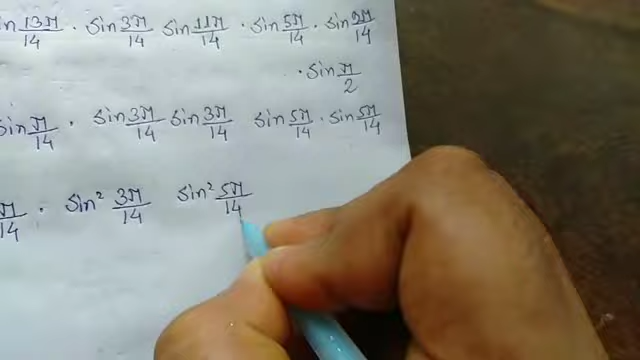 sin 13π/14 · sin 3π/14 sin 11π/14 · sin 5π/14 · sin 9π/14
· sin π/2
sin π/14 · sin 3π/14 sin 3π/14 sin 5π/14 · sin 5π/14
π/14 · sin² 3π/14 sin² 5π/14